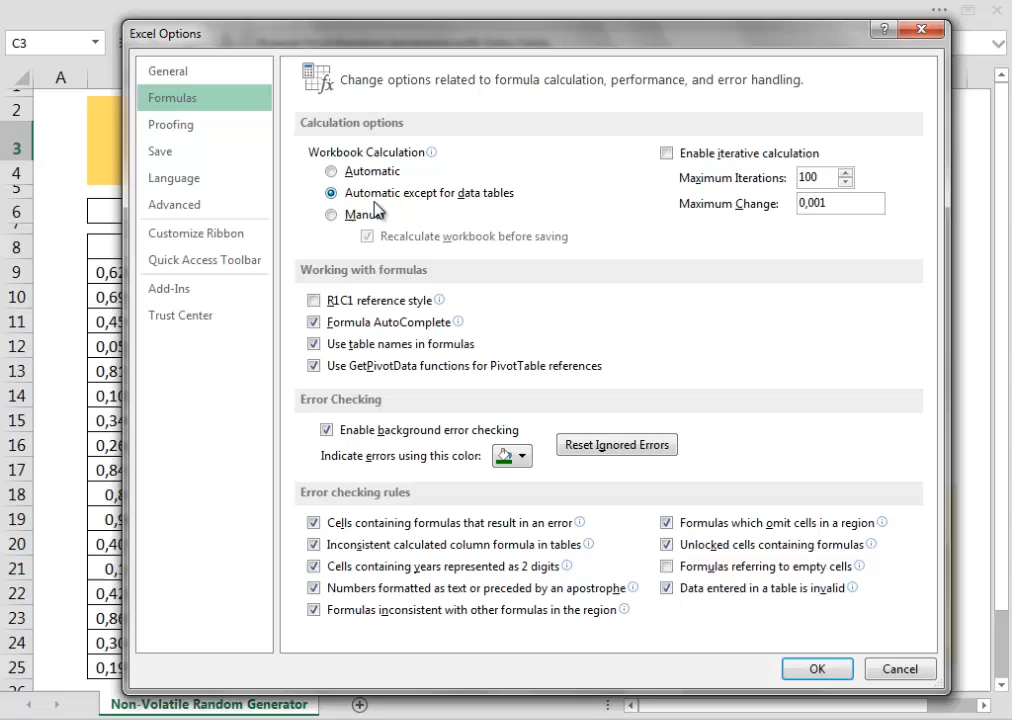 Excel Options
C3
A
General
Formulas
Proofing
Save
Language
Advanced
Customize Ribbon
Quick Access Toolbar
Add-Ins
Trust Center
Change options related to formula calculation, performance, and error handling.
Calculation options
Workbook Calculation
Automatic
Automatic except for data tables
Manual
Recalculate workbook before saving
Enable iterative calculation
Maximum Iterations: 100
Maximum Change: 0,001
Working with formulas
R1C1 reference style
Formula AutoComplete
Use table names in formulas
Use GetPivotData functions for PivotTable references
Error Checking
Enable background error checking
Indicate errors using this color:
Reset Ignored Errors
Error checking rules
Cells containing formulas that result in an error
Inconsistent calculated column formula in tables
Cells containing years represented as 2 digits
Numbers formatted as text or preceded by an apostrophe
Formulas inconsistent with other formulas in the region
Formulas which omit cells in a region
Unlocked cells containing formulas
Formulas referring to empty cells
Data entered in a table is invalid
OK
Cancel
2
3
4
5
6
7
8
9
10
11
12
13
14
15
16
17
18
19
20
21
22
23
24
25
Non-Volatile Random Generator